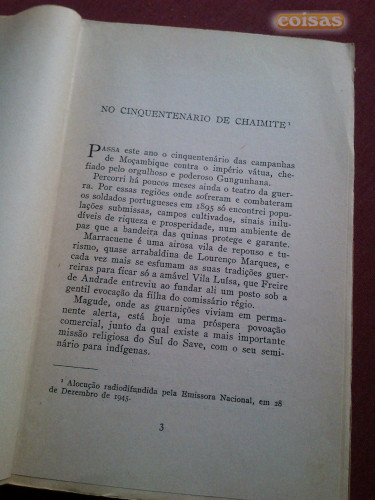 coisas
NO CINQUENTENÁRIO DE CHAIMITE¹
PASSA este ano o cinquentenário das campanhas
de Moçambique contra o império vátua, che-
fiado pelo orgulhoso e poderoso Gungunhana.
Percorri há poucos meses ainda o teatro da guer-
ra. Por essas regiões onde sofreram e combateram
os soldados portugueses em 1895 só encontrei popu-
lações submissas, campos cultivados, sinais inilu-
díveis de riqueza e prosperidade, num ambiente de
paz que a bandeira das quinas protege e garante.
Marracuene é uma airosa vila de repouso e tu-
rismo, quase arrabaldina de Lourenço Marques, e
cada vez mais se esfumam as suas tradições guer-
reiras para ficar só a amável Vila Luísa, que Freire
de Andrade entreviu ao fundar ali um posto sob a
gentil evocação da filha do comissário régio.
Magude, onde as guarnições viviam em perma-
nente alerta, está hoje uma próspera povoação
comercial, junto da qual existe a mais importante
missão religiosa do Sul do Save, com o seu semi-
nário para indígenas.
¹ Alocução radiodifundida pela Emissora Nacional, em 28
de Dezembro de 1945.
3